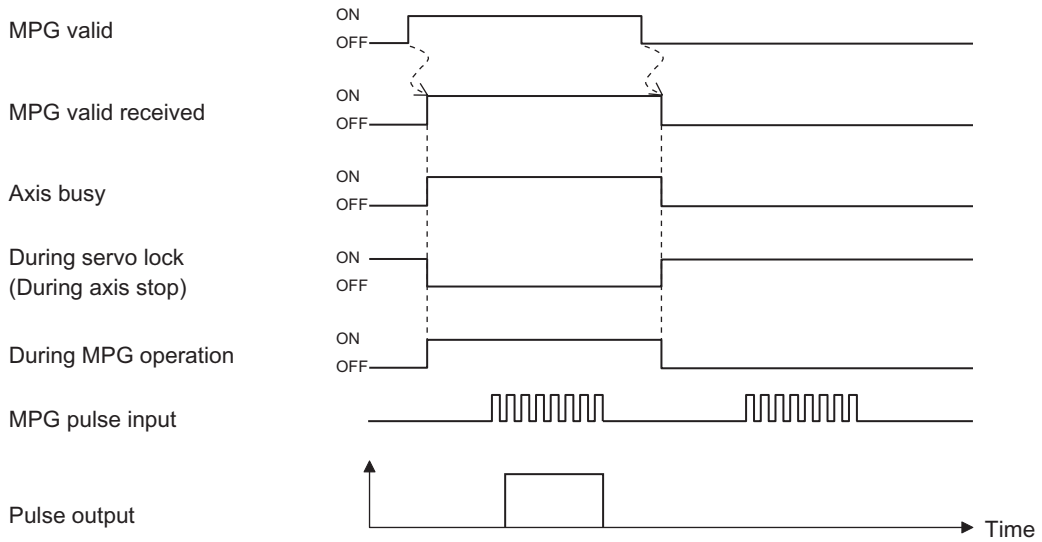 MPG valid
ON
OFF
MPG valid received
ON
OFF
Axis busy
ON
OFF
During servo lock
(During axis stop)
ON
OFF
During MPG operation
ON
OFF
MPG pulse input
Pulse output
Time